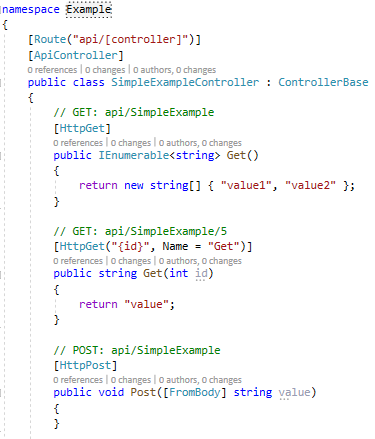 namespace Example
{
[Route("api/[controller]")]
[ApiController]
0 references | 0 changes | 0 authors, 0 changes
public class SimpleExampleController : ControllerBase
{
// GET: api/SimpleExample
[HttpGet]
0 references | 0 changes | 0 authors, 0 changes
public IEnumerable<string> Get()
{
return new string[] { "value1", "value2" };
}
// GET: api/SimpleExample/5
[HttpGet("{id}", Name = "Get")]
0 references | 0 changes | 0 authors, 0 changes
public string Get(int id)
{
return "value";
}
// POST: api/SimpleExample
[HttpPost]
0 references | 0 changes | 0 authors, 0 changes
public void Post([FromBody] string value)
{
}